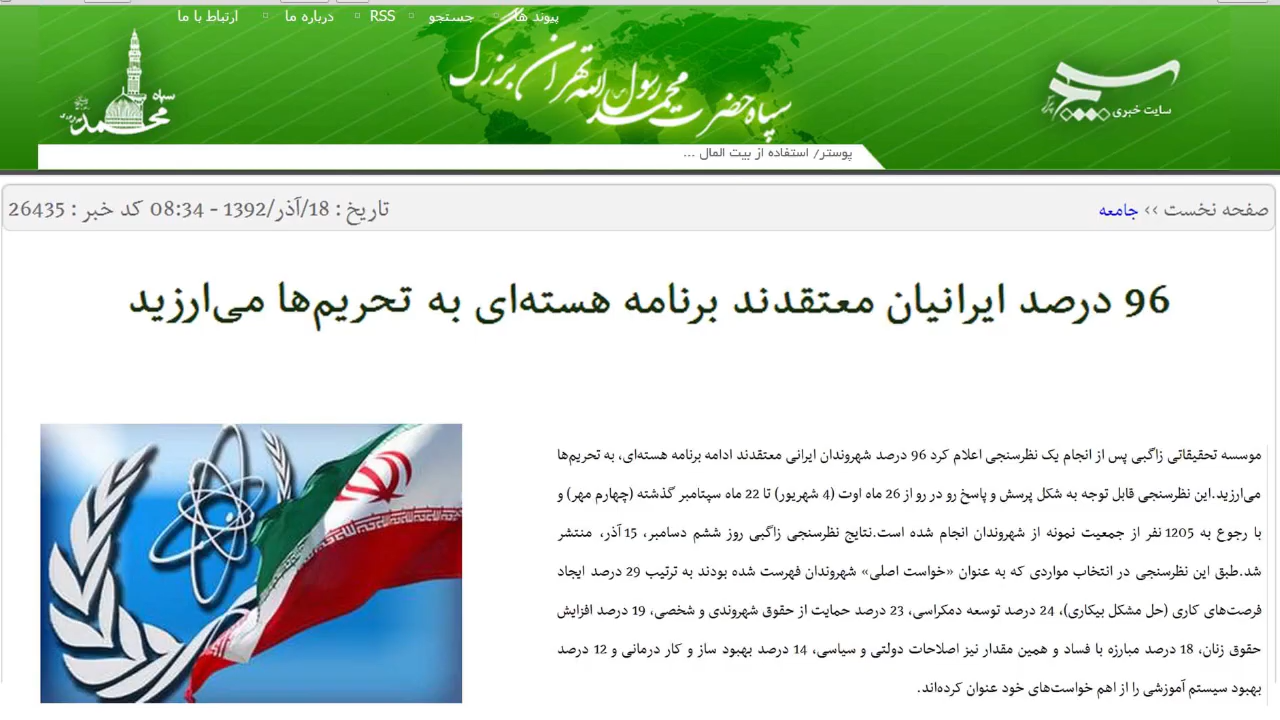 پیوند ها
جستجو
RSS
درباره ما
ارتباط با ما
سایت خبری بسیج
سپاه حضرت محمد رسول الله تهران بزرگ
سپاه محمد
پوستر/ استفاده از بیت المال ...
صفحه نخست >> جامعه
تاریخ : 18/آذر/1392 - 08:34 کد خبر : 26435
96 درصد ایرانیان معتقدند برنامه هسته‌ای به تحریم‌ها می‌ارزید
موسسه تحقیقاتی زاگبی پس از انجام یک نظرسنجی اعلام کرد 96 درصد شهروندان ایرانی معتقدند ادامه برنامه هسته‌ای، به تحریم‌ها
می‌ارزید.این نظرسنجی قابل توجه به شکل پرسش و پاسخ رو در رو از 26 ماه اوت (4 شهریور) تا 22 ماه سپتامبر گذشته (چهارم مهر) و
با رجوع به 1205 نفر از جمعیت نمونه از شهروندان انجام شده است.نتایج نظرسنجی زاگبی روز ششم دسامبر، 15 آذر، منتشر
شد.طبق این نظرسنجی در انتخاب مواردی که به عنوان «خواست اصلی» شهروندان فهرست شده بودند به ترتیب 29 درصد ایجاد
فرصت‌های کاری (حل مشکل بیکاری)، 24 درصد توسعه دمکراسی، 23 درصد حمایت از حقوق شهروندی و شخصی، 19 درصد افزایش
حقوق زنان، 18 درصد مبارزه با فساد و همین مقدار نیز اصلاحات دولتی و سیاسی، 14 درصد بهبود ساز و کار درمانی و 12 درصد
بهبود سیستم آموزشی را از اهم خواست‌های خود عنوان کرده‌اند.